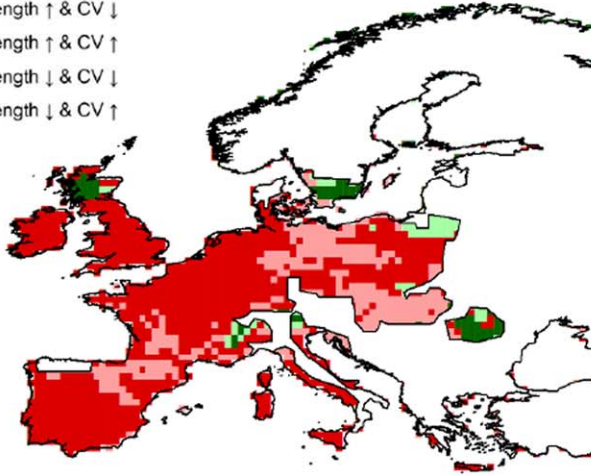 ength ↑ & CV ↓
ength ↑ & CV ↑
ength ↓ & CV ↓
ength ↓ & CV ↑